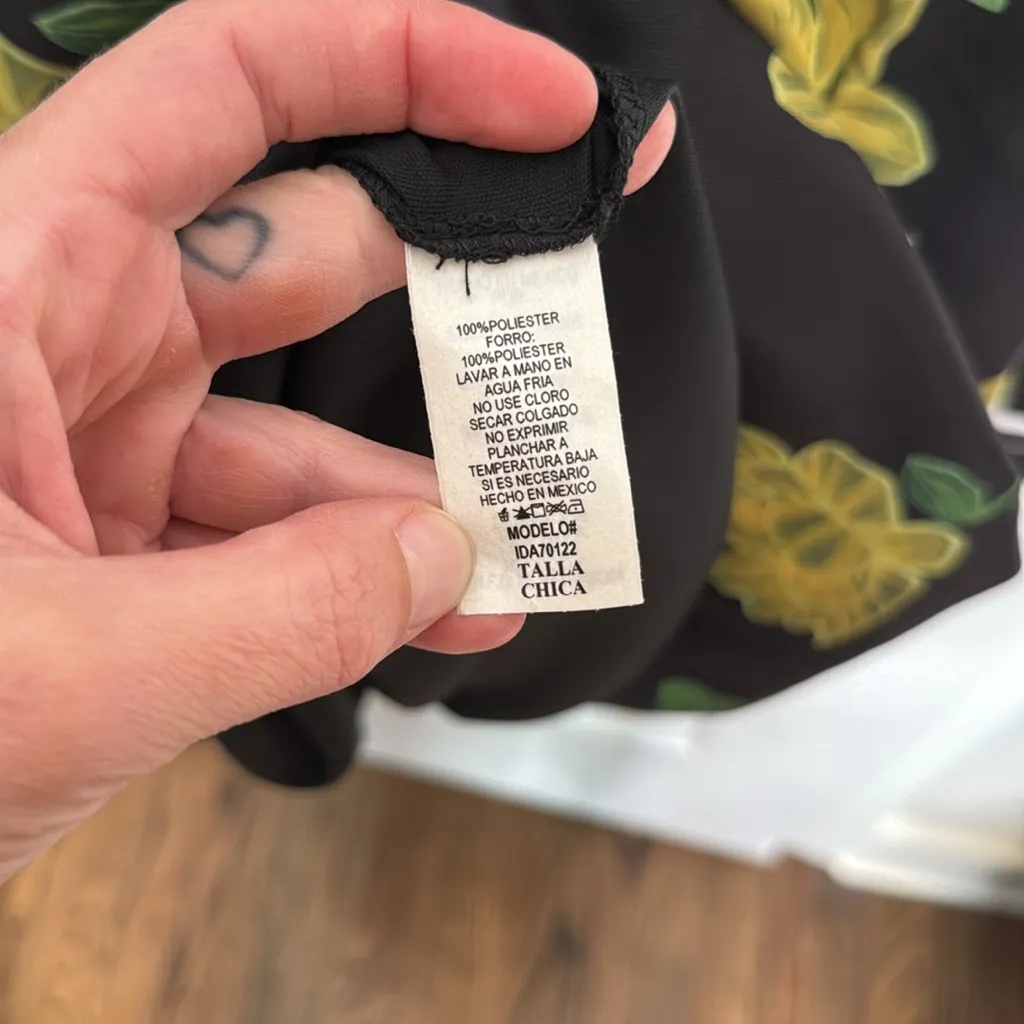 100%POLIESTER
FORRO:
100%POLIESTER
LAVAR A MANO EN
AGUA FRIA
NO USE CLORO
SECAR COLGADO
NO EXPRIMIR
PLANCHAR A
TEMPERATURA BAJA
SI ES NECESARIO
HECHO EN MEXICO
MODELO#
IDA70122
TALLA
CHICA